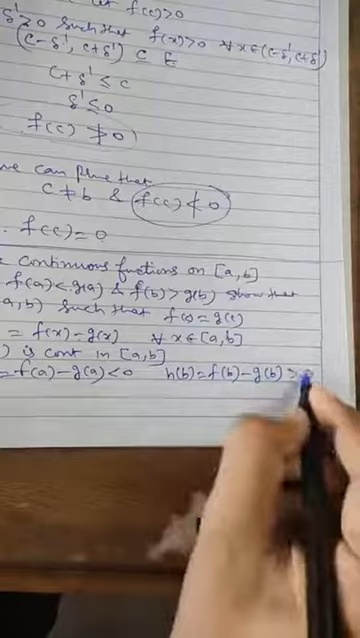 let f(c)>0
δ'>0 such that f(x)>0 ∀ x∈(c-δ', c+δ')
(c-δ', c+δ') ⊂ E
c+δ' ≤ c
δ' ≤ 0
f(c) ≯ 0
we can prove that
c≠b & f(c) ≮ 0
f(c) = 0
continuous fuctions on [a,b]
f(a)<g(a) & f(b)>g(b) show that
a,b) such that f(c)=g(c)
= f(x)-g(x) ∀ x∈[a,b]
) is cont in [a,b]
= f(a)-g(a)<0 h(b)=f(b)-g(b)>